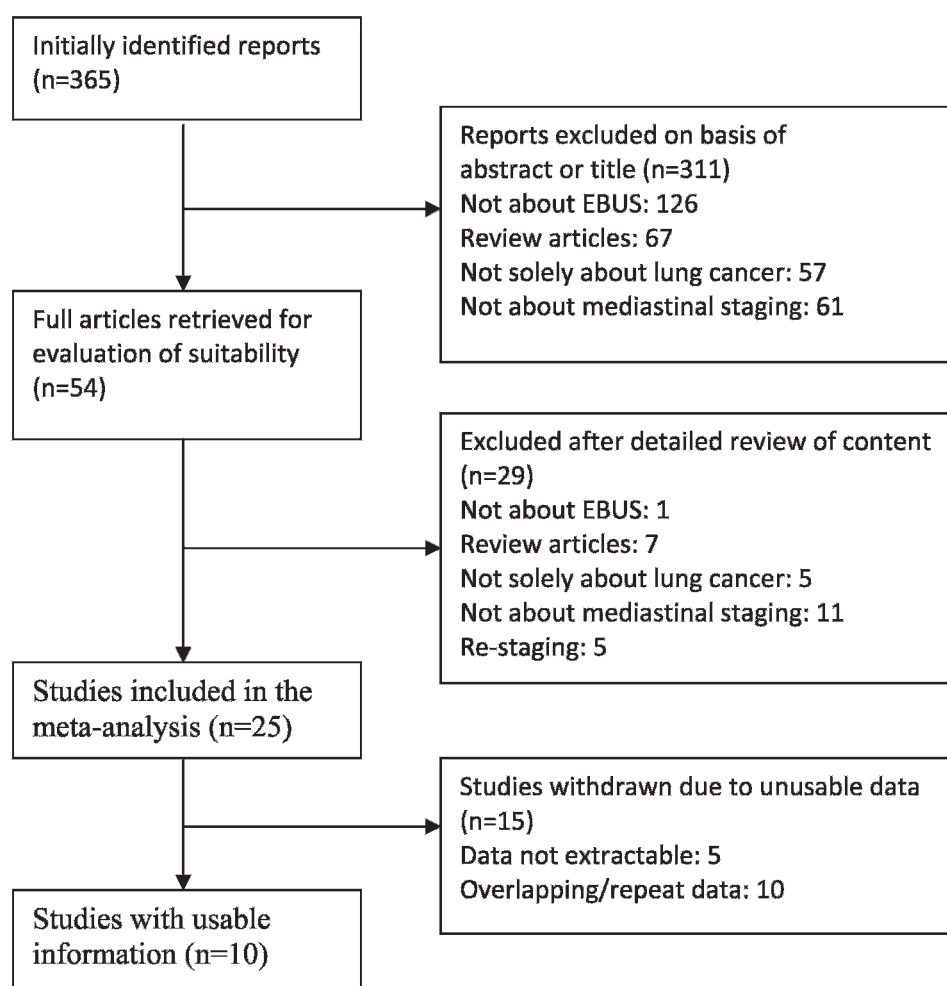 Initially identified reports
(n=365)
Reports excluded on basis of
abstract or title (n=311)
Not about EBUS: 126
Review articles: 67
Not solely about lung cancer: 57
Not about mediastinal staging: 61
Full articles retrieved for
evaluation of suitability
(n=54)
Excluded after detailed review of content
(n=29)
Not about EBUS: 1
Review articles: 7
Not solely about lung cancer: 5
Not about mediastinal staging: 11
Re-staging: 5
Studies included in the
meta-analysis (n=25)
Studies withdrawn due to unusable data
(n=15)
Data not extractable: 5
Overlapping/repeat data: 10
Studies with usable
information (n=10)